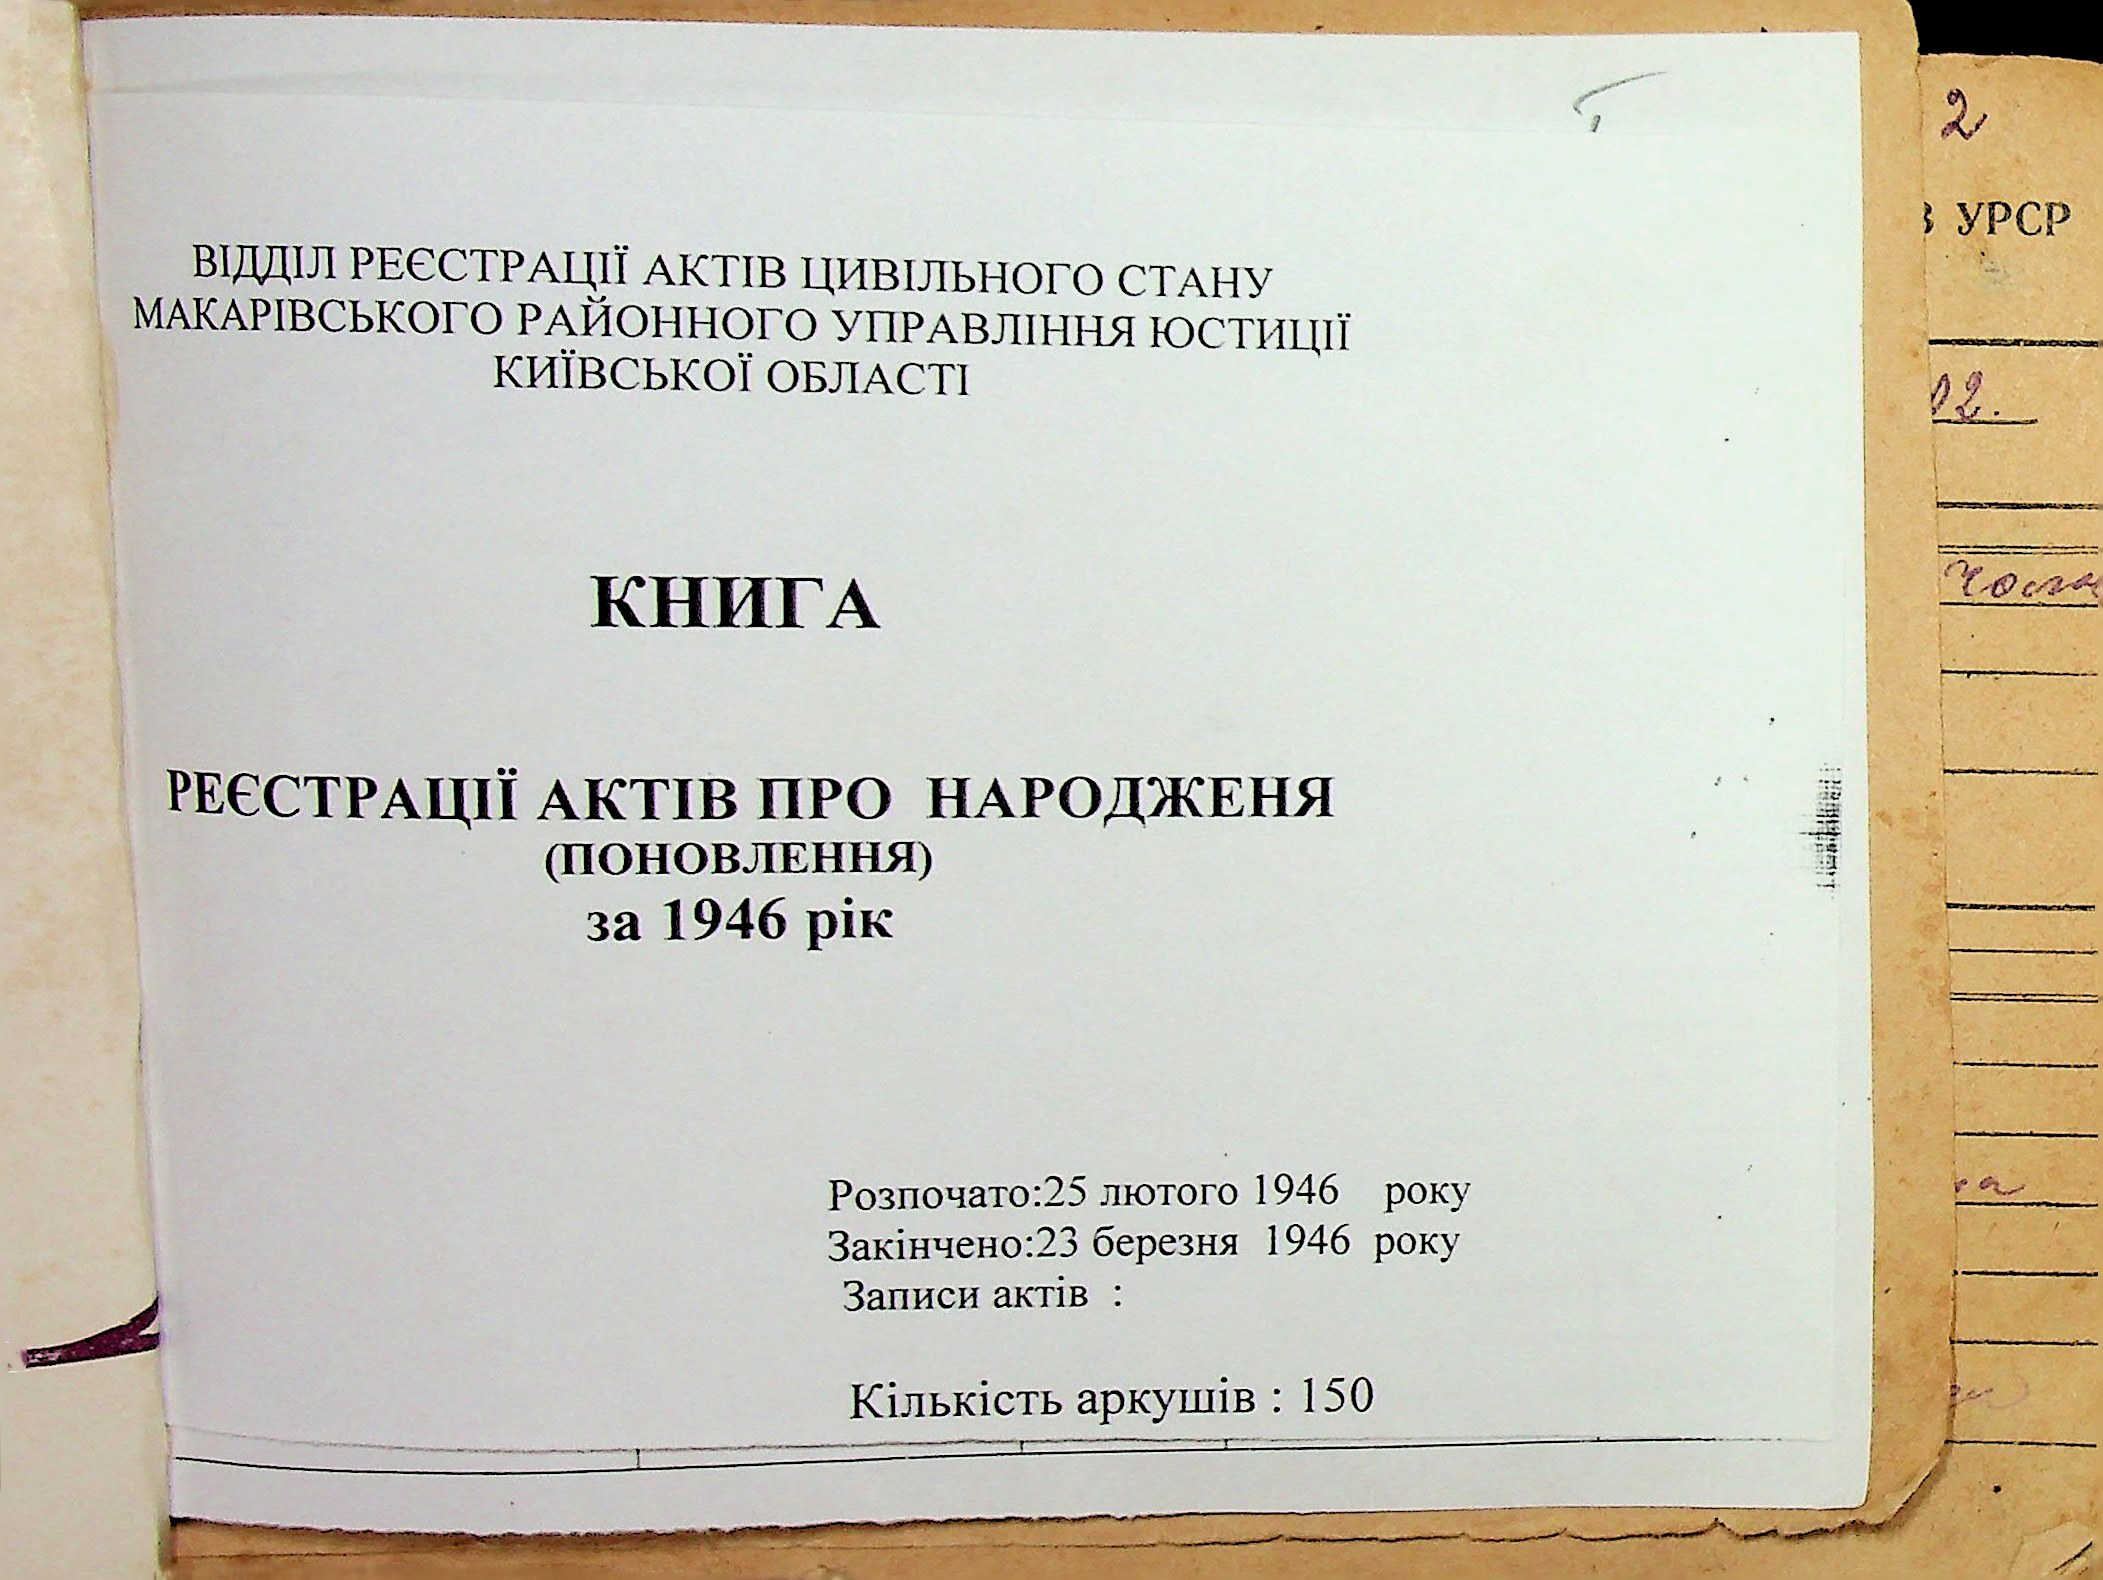 ВІДДІЛ РЕЄСТРАЦІЇ АКТІВ ЦИВІЛЬНОГО СТАНУ
МАКАРІВСЬКОГО РАЙОННОГО УПРАВЛІННЯ ЮСТИЦІЇ
КИЇВСЬКОЇ ОБЛАСТІ
КНИГА
РЕЄСТРАЦІЇ АКТІВ ПРО НАРОДЖЕНЯ
(ПОНОВЛЕННЯ)
за 1946 рік
Розпочато:25 лютого 1946 року
Закінчено:23 березня 1946 року
Записи актів :
Кількість аркушів : 150
2
УРСР
02.